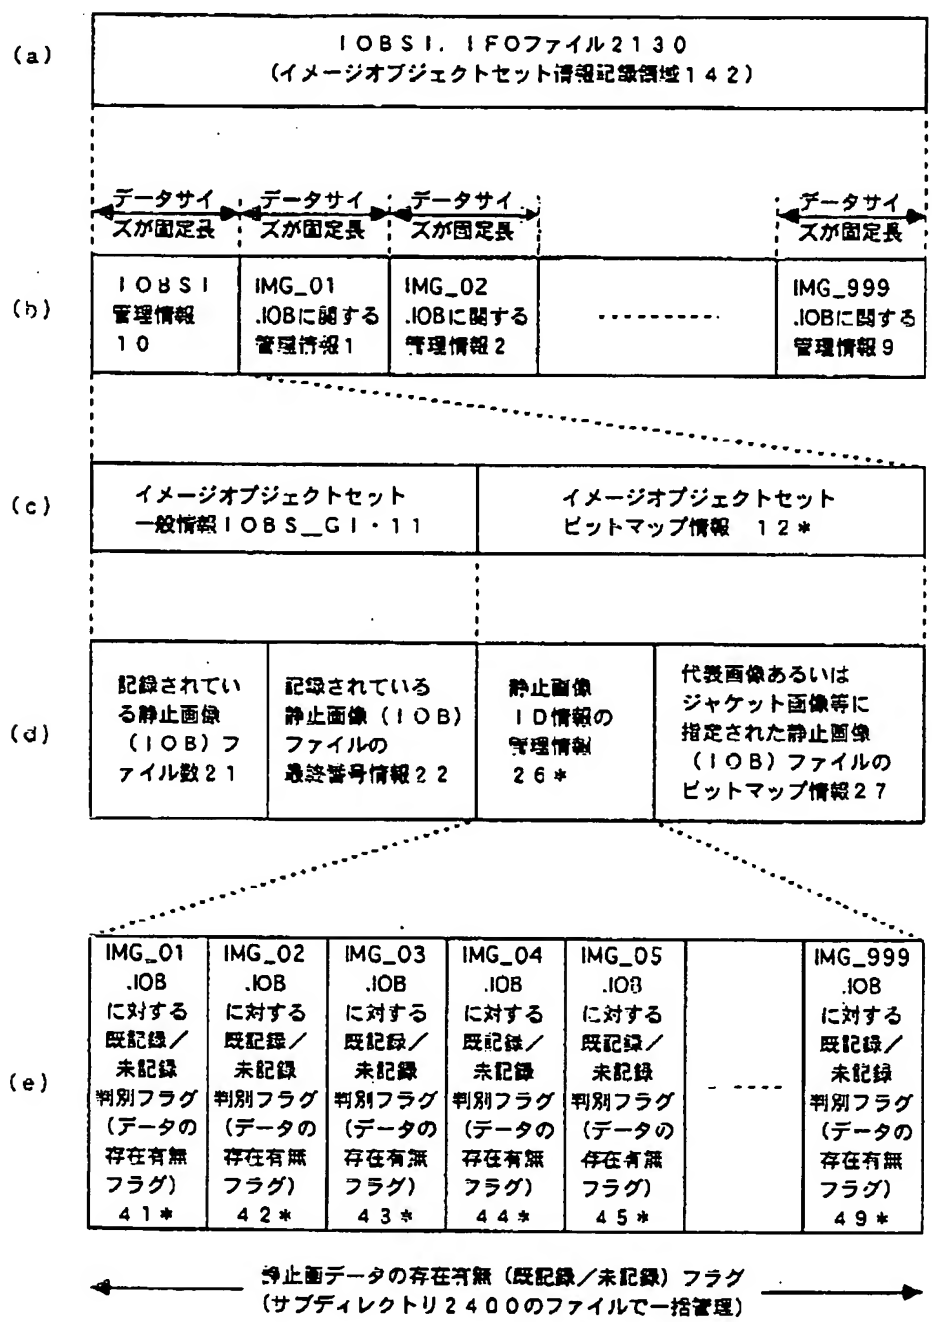 (a)
IOBSI. IFOファイル2130
(イメージオブジェクトセット情報記録領域142)
データサイ
ズが固定長
データサイ
ズが固定長
データサイ
ズが固定長
データサイ
ズが固定長
(b)
IOBSI
管理情報
10
IMG_01
.IOBに関する
管理情報1
IMG_02
.IOBに関する
管理情報2
IMG_999
.IOBに関する
管理情報9
(c)
イメージオブジェクトセット
一般情報IOBS_GI・11
イメージオブジェクトセット
ビットマップ情報 12*
(d)
記録されてい
る静止画像
(IOB)フ
ァイル数21
記録されている
静止画像(IOB)
ファイルの
最終番号情報22
静止画像
ID情報の
管理情報
26*
代表画像あるいは
ジャケット画像等に
指定された静止画像
(IOB)ファイルの
ビットマップ情報27
(e)
IMG_01
.IOB
に対する
既記録/
未記録
判別フラグ
(データの
存在有無
フラグ)
41*
IMG_02
.IOB
に対する
既記録/
未記録
判別フラグ
(データの
存在有無
フラグ)
42*
IMG_03
.IOB
に対する
既記録/
未記録
判別フラグ
(データの
存在有無
フラグ)
43*
IMG_04
.IOB
に対する
既記録/
未記録
判別フラグ
(データの
存在有無
フラグ)
44*
IMG_05
.IOB
に対する
既記録/
未記録
判別フラグ
(データの
存在有無
フラグ)
45*
IMG_999
.IOB
に対する
既記録/
未記録
判別フラグ
(データの
存在有無
フラグ)
49*
静止画データの存在有無(既記録/未記録)フラグ
(サブディレクトリ2400のファイルで一括管理)